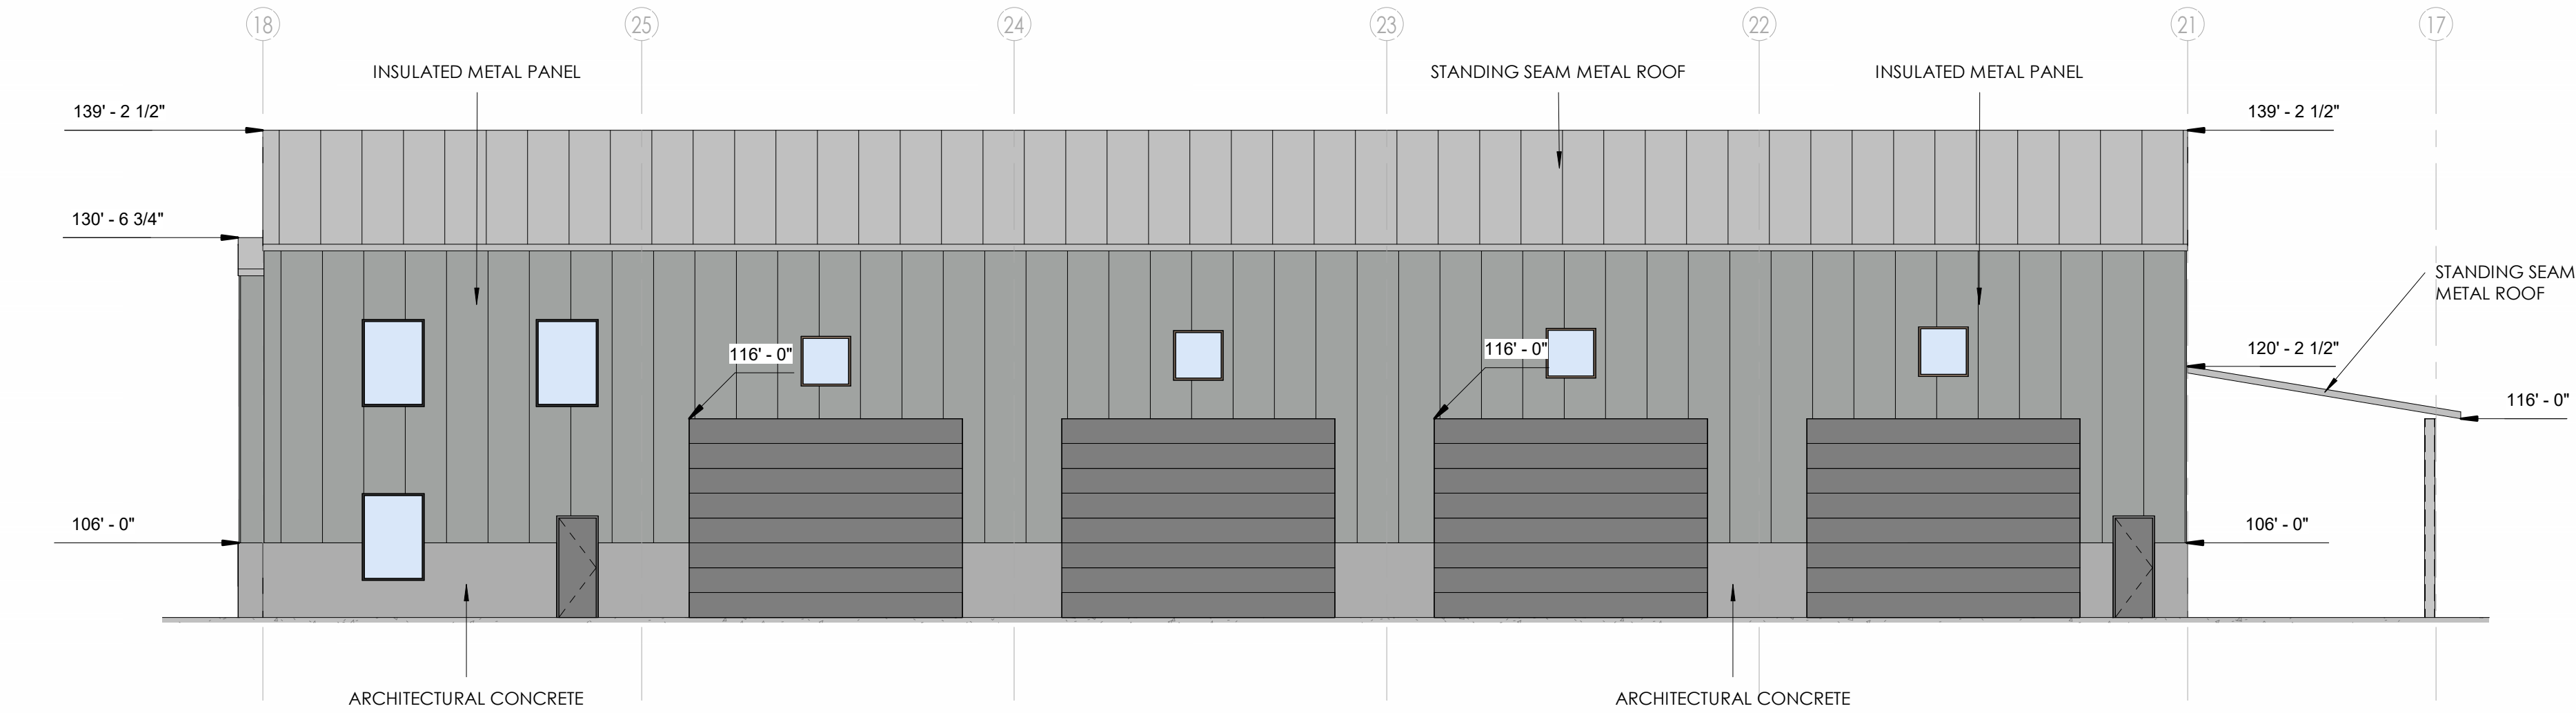 18 25 24 23 22 21 17
INSULATED METAL PANEL STANDING SEAM METAL ROOF INSULATED METAL PANEL
139' - 2 1/2" 139' - 2 1/2"
130' - 6 3/4"
STANDING SEAM
METAL ROOF
116' - 0" 116' - 0" 120' - 2 1/2"
116' - 0"
106' - 0" 106' - 0"
ARCHITECTURAL CONCRETE ARCHITECTURAL CONCRETE